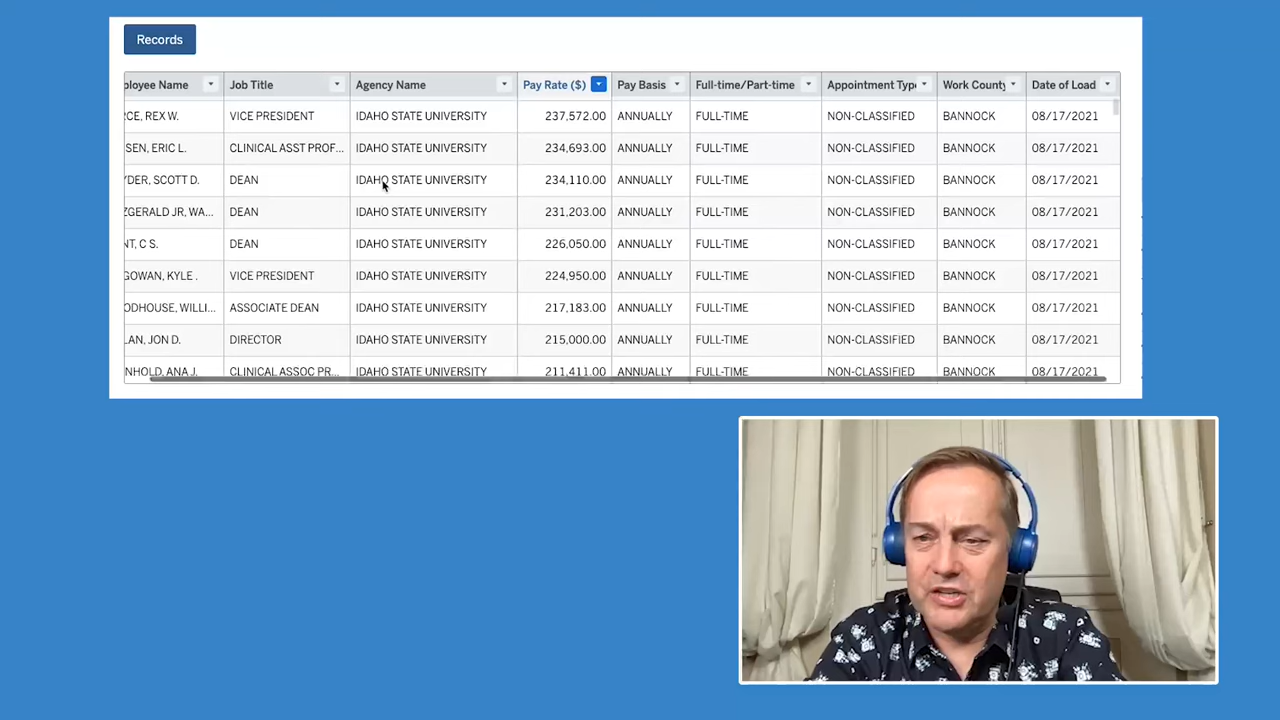 Records
ployee Name Job Title Agency Name Pay Rate ($) Pay Basis Full-time/Part-time Appointment Typ Work County Date of Load
CE, REX W. VICE PRESIDENT IDAHO STATE UNIVERSITY 237,572.00 ANNUALLY FULL-TIME NON-CLASSIFIED BANNOCK 08/17/2021
SEN, ERIC L. CLINICAL ASST PROF... IDAHO STATE UNIVERSITY 234,693.00 ANNUALLY FULL-TIME NON-CLASSIFIED BANNOCK 08/17/2021
DER, SCOTT D. DEAN IDAHO STATE UNIVERSITY 234,110.00 ANNUALLY FULL-TIME NON-CLASSIFIED BANNOCK 08/17/2021
ZGERALD JR, WA... DEAN IDAHO STATE UNIVERSITY 231,203.00 ANNUALLY FULL-TIME NON-CLASSIFIED BANNOCK 08/17/2021
NT, C S. DEAN IDAHO STATE UNIVERSITY 226,050.00 ANNUALLY FULL-TIME NON-CLASSIFIED BANNOCK 08/17/2021
GOWAN, KYLE . VICE PRESIDENT IDAHO STATE UNIVERSITY 224,950.00 ANNUALLY FULL-TIME NON-CLASSIFIED BANNOCK 08/17/2021
ODHOUSE, WILLI... ASSOCIATE DEAN IDAHO STATE UNIVERSITY 217,183.00 ANNUALLY FULL-TIME NON-CLASSIFIED BANNOCK 08/17/2021
LAN, JON D. DIRECTOR IDAHO STATE UNIVERSITY 215,000.00 ANNUALLY FULL-TIME NON-CLASSIFIED BANNOCK 08/17/2021
NHOLD, ANA J. CLINICAL ASSOC PR... IDAHO STATE UNIVERSITY 211,411.00 ANNUALLY FULL-TIME NON-CLASSIFIED BANNOCK 08/17/2021